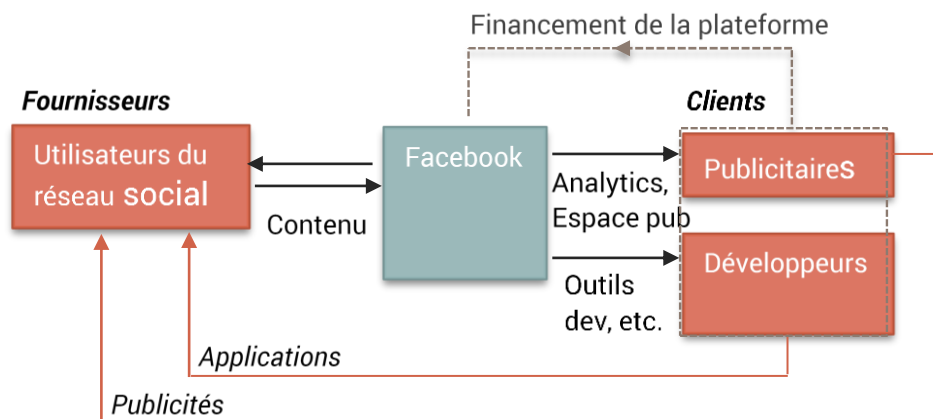 Financement de la plateforme
Fournisseurs
Clients
Utilisateurs du
réseau social
Facebook
Publicitaires
Contenu
Analytics,
Espace pub
Développeurs
Outils
dev, etc.
Applications
Publicités